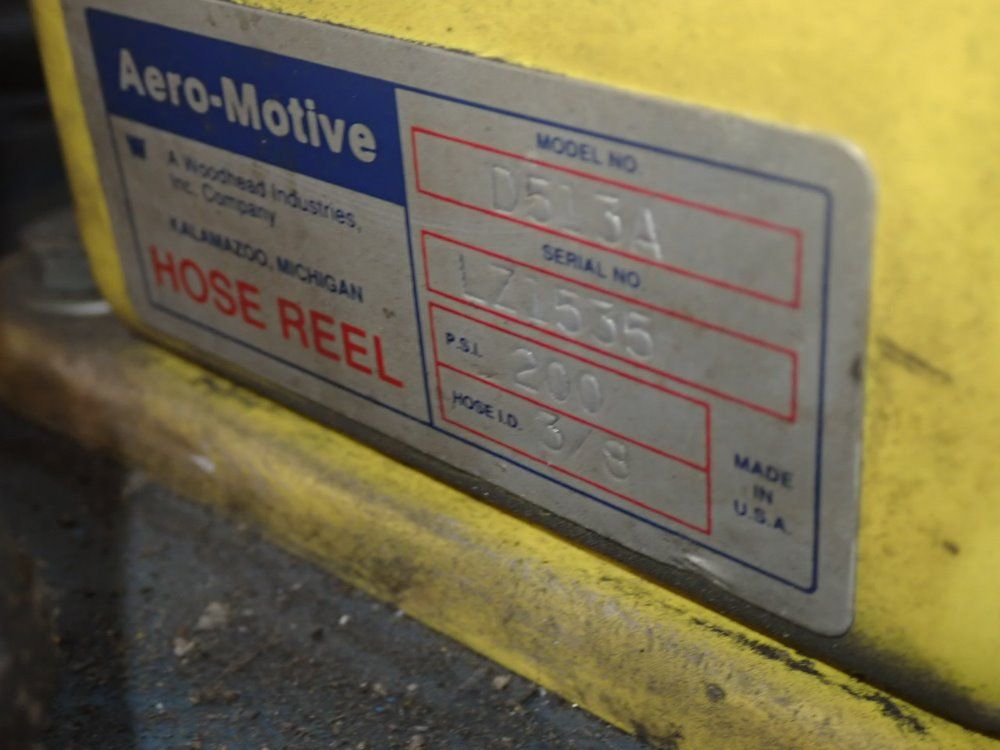 Aero-Motive
A Woodhead Industries,
Inc. Company
KALAMAZOO, MICHIGAN
HOSE REEL
MODEL NO.
D513A
SERIAL NO
LZ1535
P.S.I. 200
HOSE I.D. 3/8
MADE
IN
U.S.A.